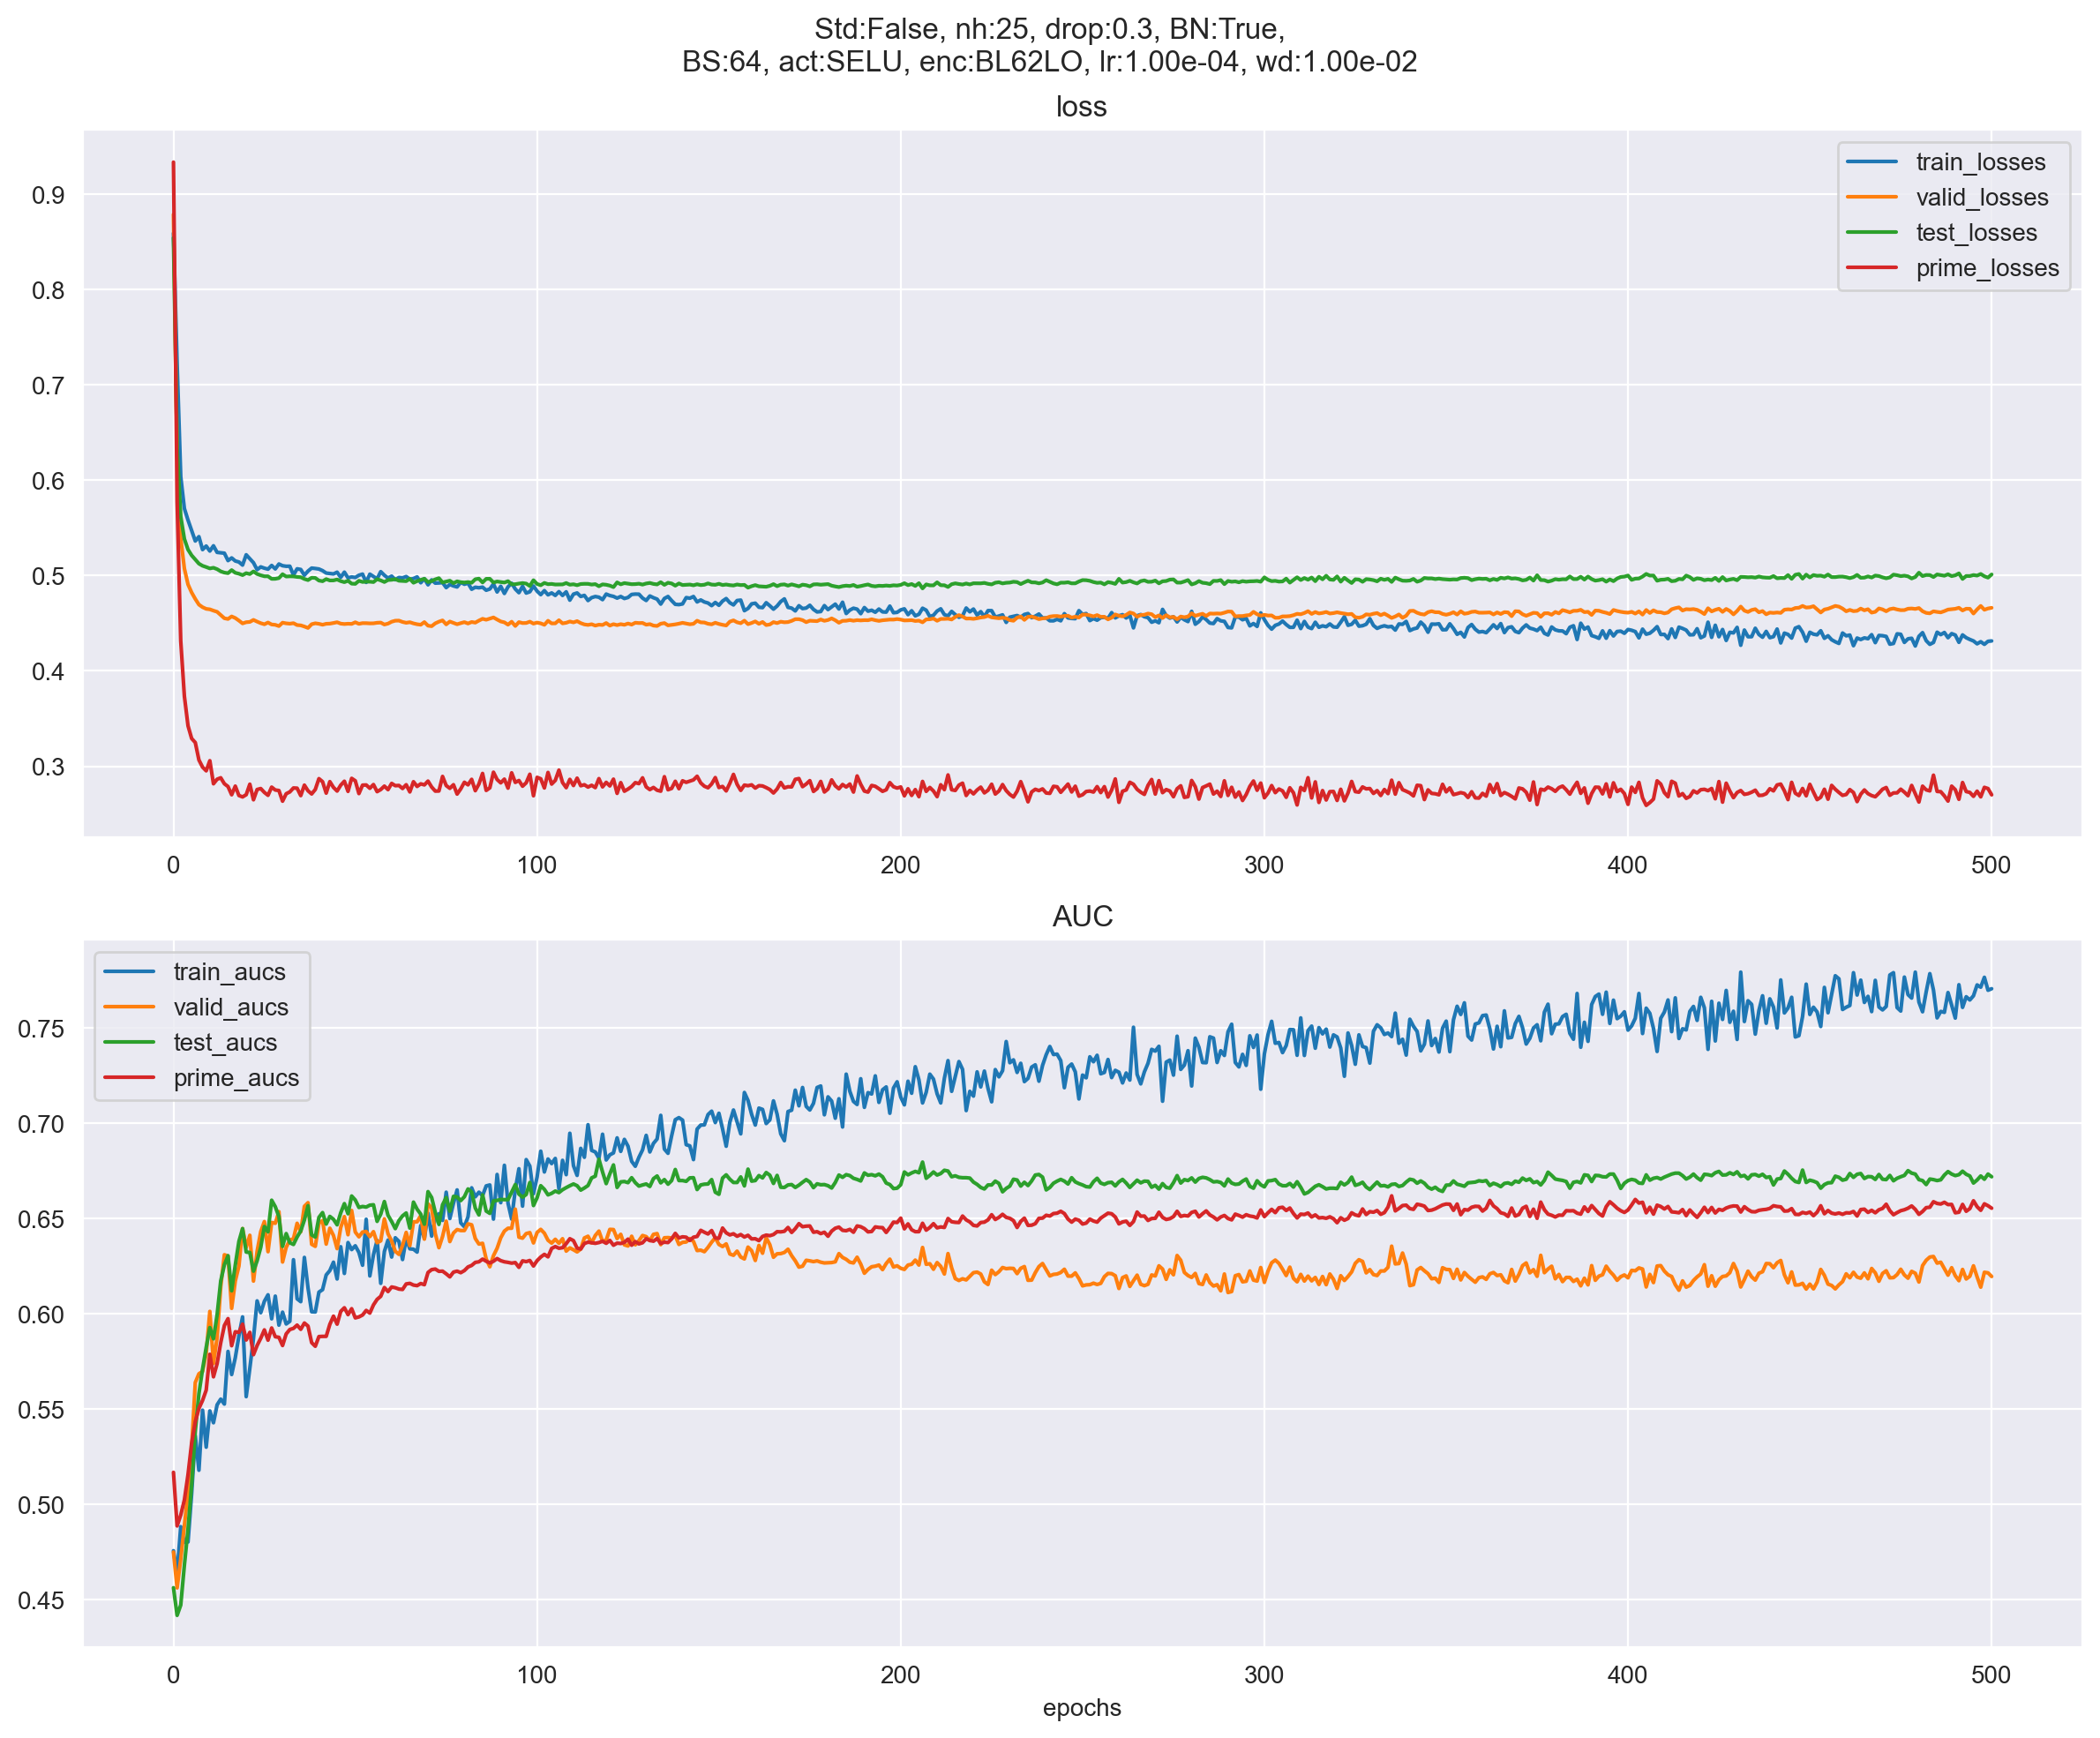 Std:False, nh:25, drop:0.3, BN:True,
BS:64, act:SELU, enc:BL62LO, lr:1.00e-04, wd:1.00e-02
loss
train_losses
valid_losses
test_losses
prime_losses
0.9
0.8
0.7
0.6
0.5
0.4
0.3
0 100 200 300 400 500
AUC
train_aucs
valid_aucs
test_aucs
prime_aucs
0.75
0.70
0.65
0.60
0.55
0.50
0.45
0 100 200 300 400 500
epochs